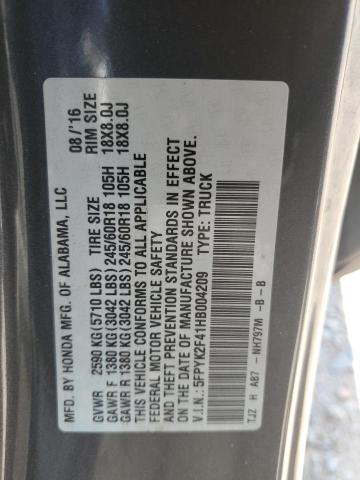 MFD. BY HONDA MFG. OF ALABAMA, LLC 08/'16
GVWR 2590 KG(5710 LBS) TIRE SIZE RIM SIZE
GAWR F 1380 KG(3042 LBS) 245/60R18 105H 18X8.0J
GAWR R 1380 KG(3042 LBS) 245/60R18 105H 18X8.0J
THIS VEHICLE CONFORMS TO ALL APPLICABLE
FEDERAL MOTOR VEHICLE SAFETY
AND THEFT PREVENTION STANDARDS IN EFFECT
ON THE DATE OF MANUFACTURE SHOWN ABOVE.
V.I.N.: 5FPYK2F41HB004209 TYPE: TRUCK
TJZ H AB7 - NH797M -B -B